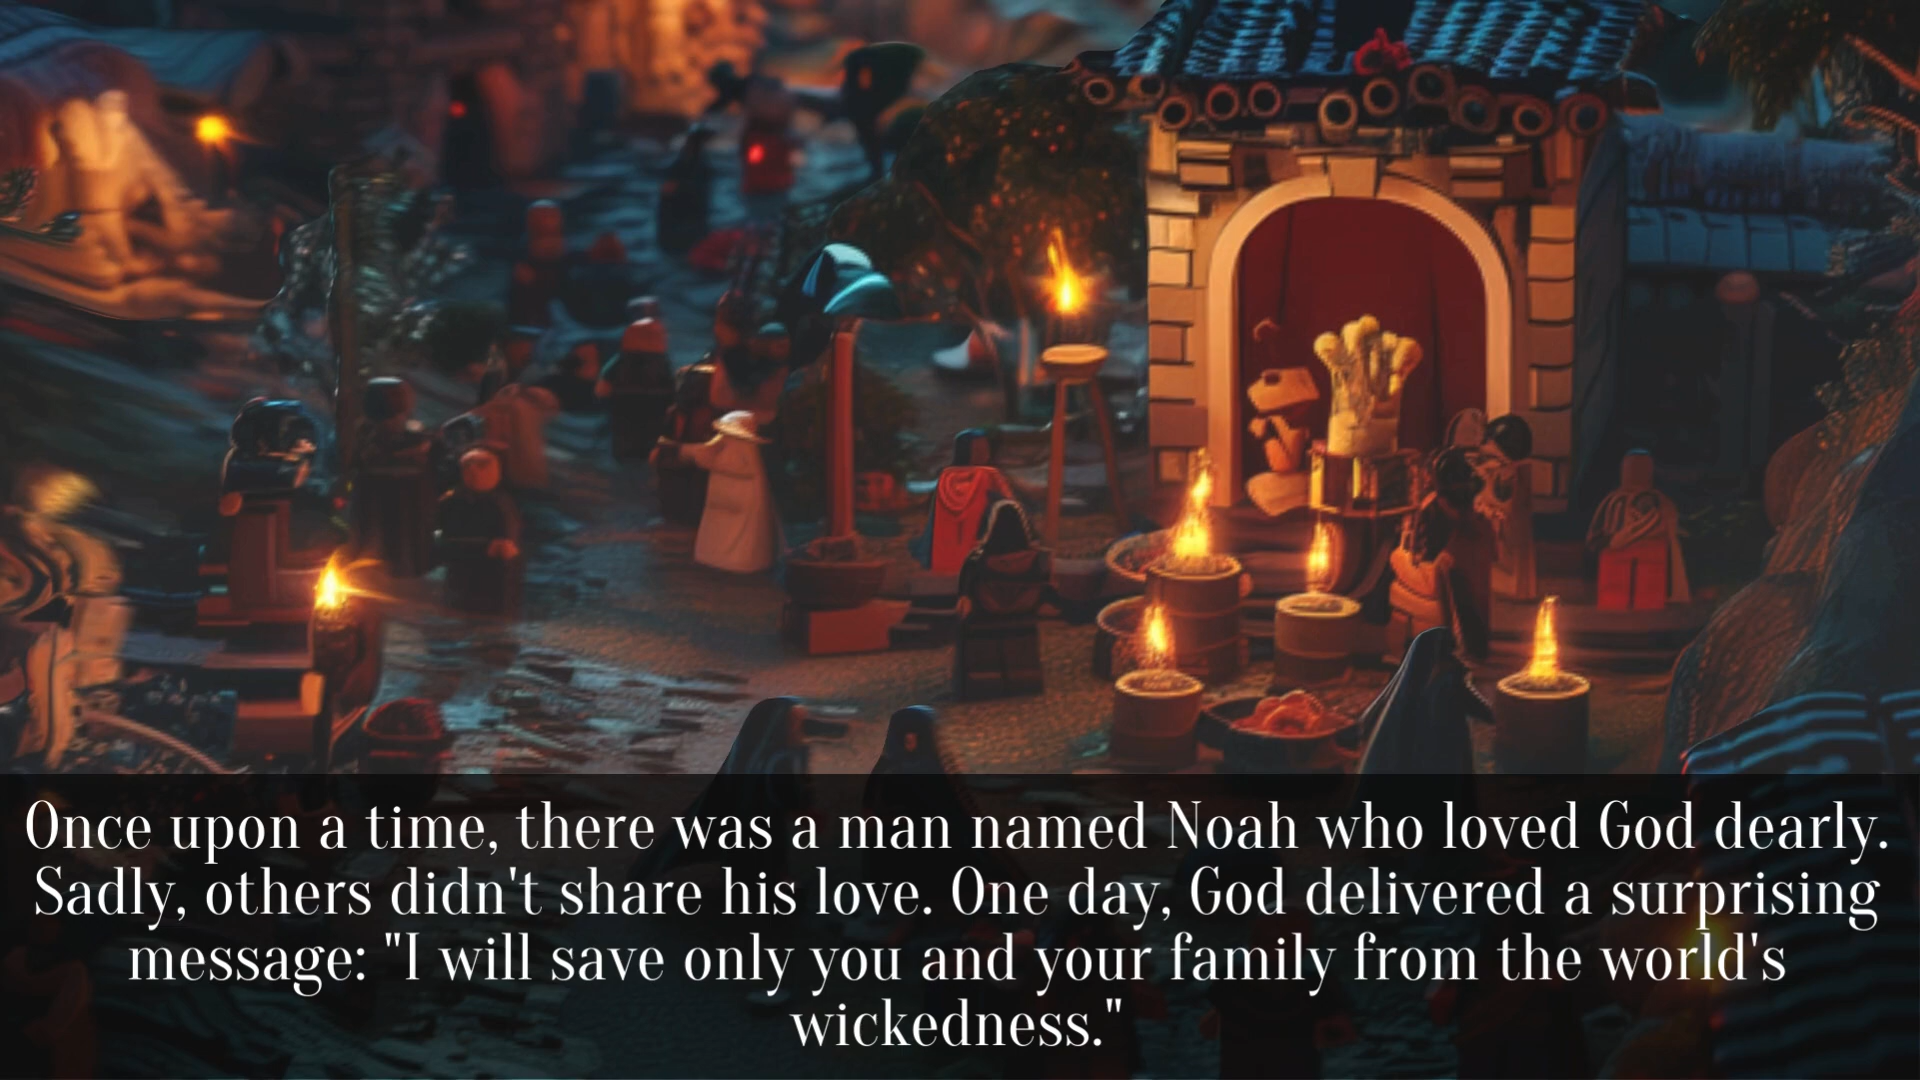 Once upon a time, there was a man named Noah who loved God dearly.
Sadly, others didn't share his love. One day, God delivered a surprising
message: "I will save only you and your family from the world's
wickedness."